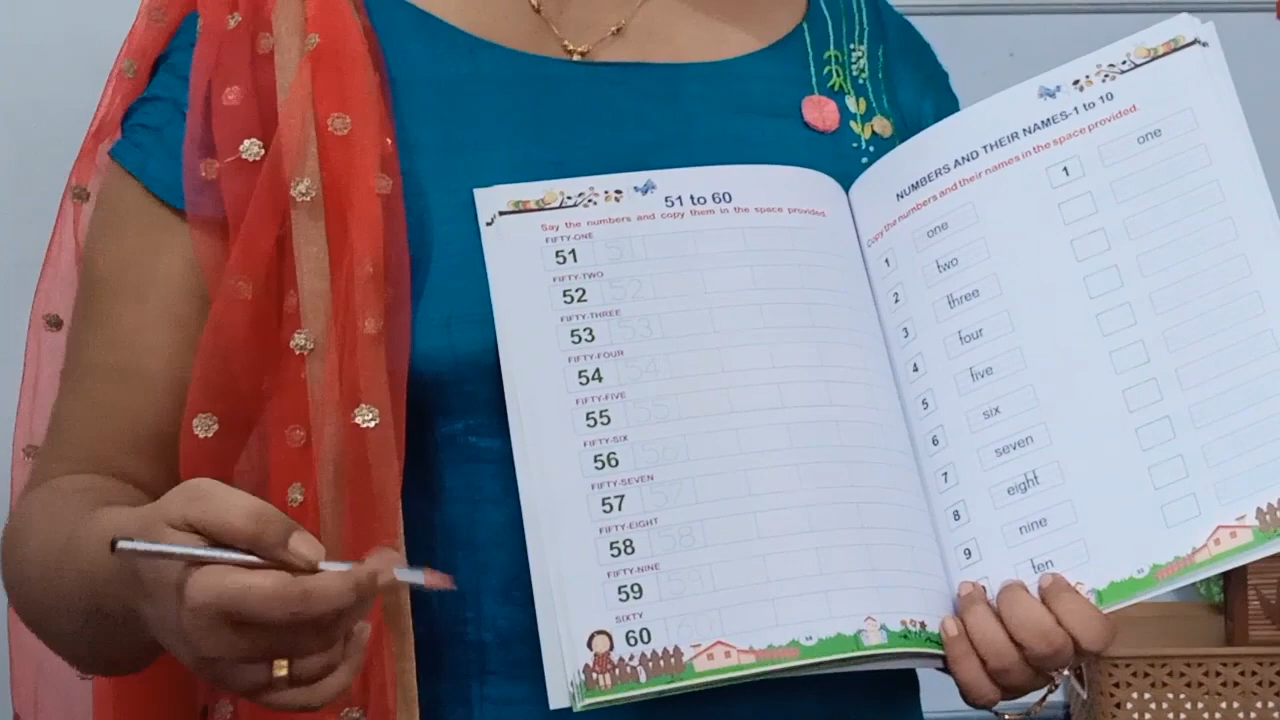 51 to 60
Say the numbers and copy them in the space provided.
FIFTY-ONE
51 51
FIFTY-TWO
52 52
FIFTY-THREE
53 53
FIFTY-FOUR
54 54
FIFTY-FIVE
55 55
FIFTY-SIX
56 56
FIFTY-SEVEN
57 57
FIFTY-EIGHT
58 58
FIFTY-NINE
59 59
SIXTY
60 60
NUMBERS AND THEIR NAMES-1 to 10
Copy the numbers and their names in the space provided.
1 one 1 one
2 two
3 three
4 four
5 five
6 six
7 seven
8 eight
9 nine
ten